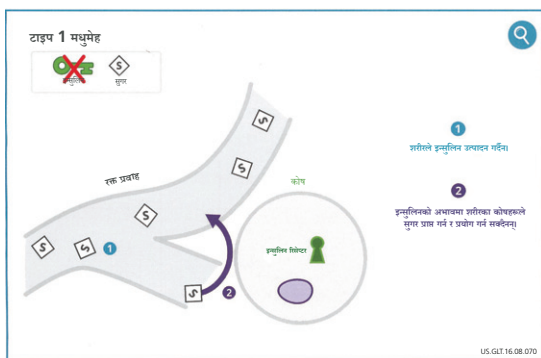 टाइप 1 मधुमेह
इन्सुलिन
S
सुगर
S
S
रक्त प्रवाह
कोष
S
S
S
1
इन्सुलिन रिसेप्टर
S
2
1
शरीरले इन्सुलिन उत्पादन गर्दैन।
2
इन्सुलिनको अभावमा शरीरका कोषहरूले
सुगर प्राप्त गर्न र प्रयोग गर्न सक्दैनन्।
US.GLT.16.08.070